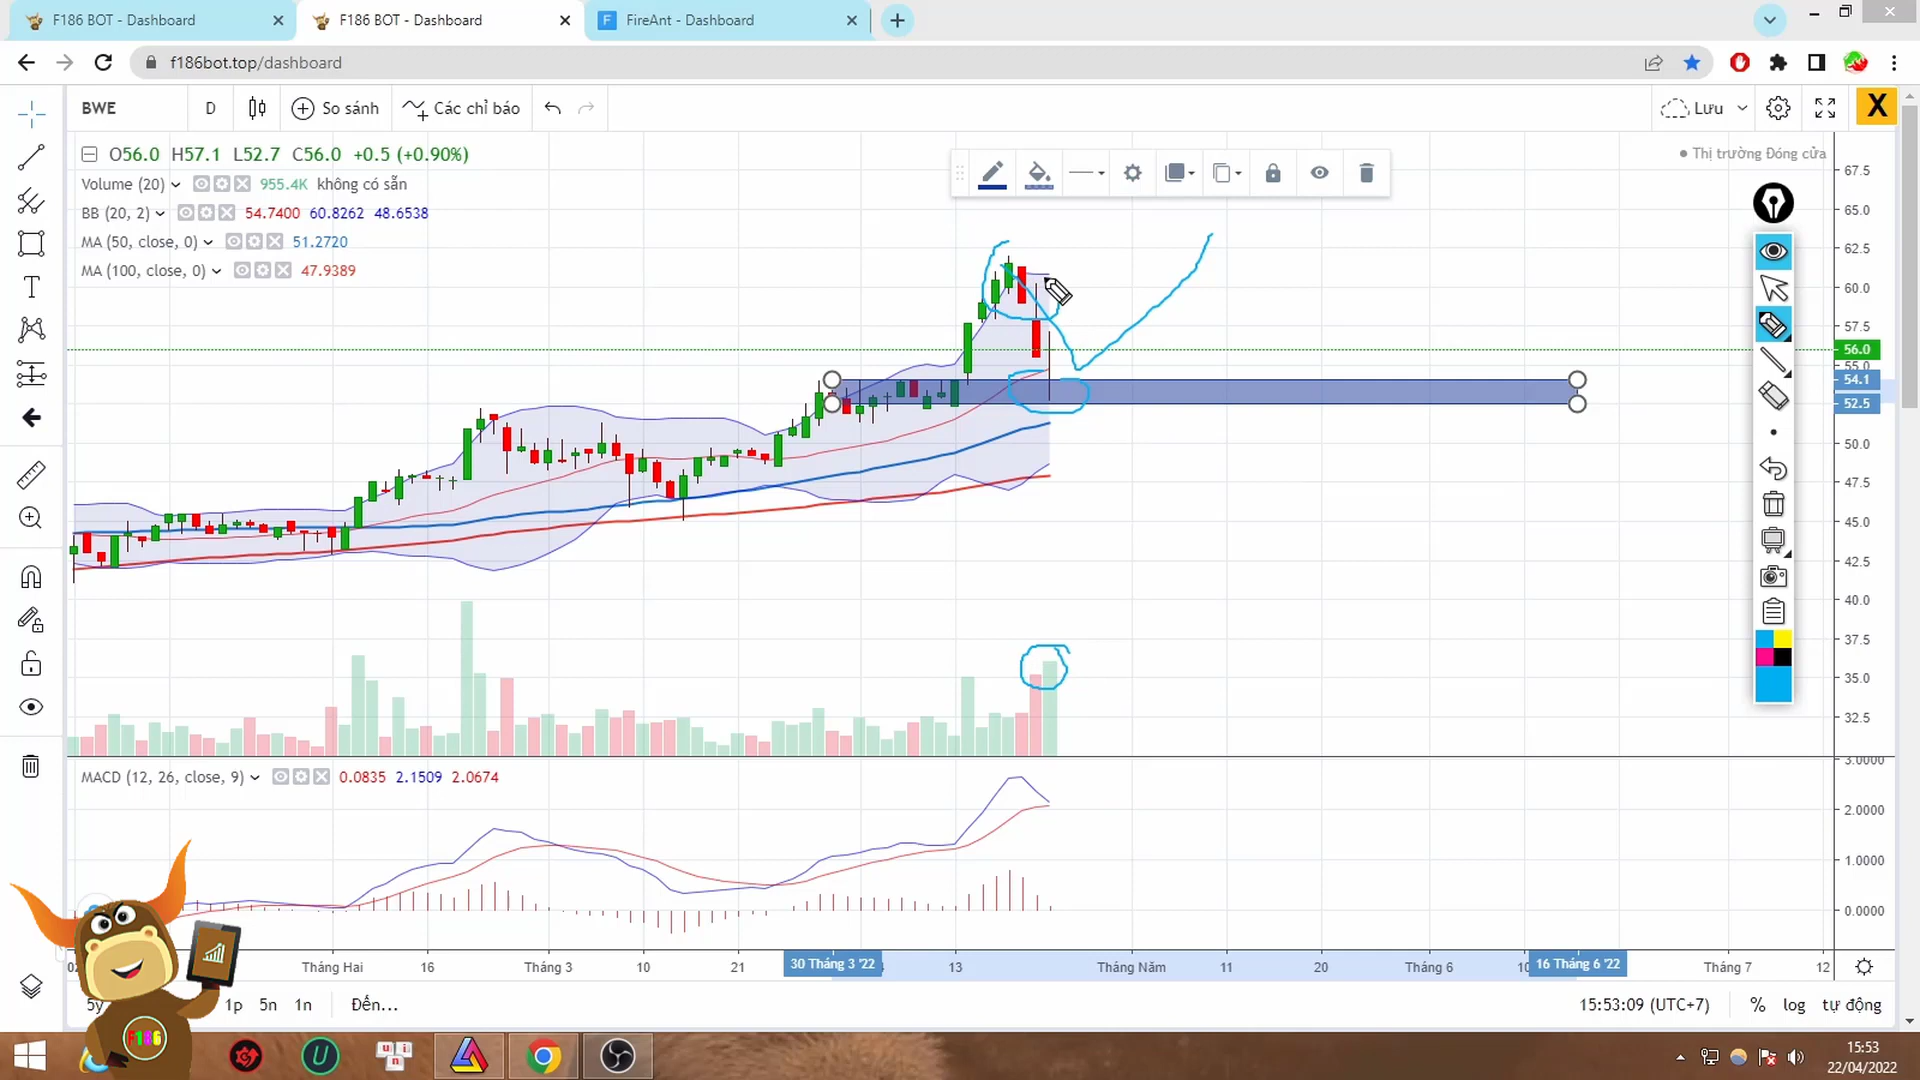 F186 BOT - Dashboard
F186 BOT - Dashboard
FireAnt - Dashboard
f186bot.top/dashboard
BWE
D
So sánh
Các chỉ báo
Lưu
X
O56.0 H57.1 L52.7 C56.0 +0.5 (+0.90%)
Thị trường Đóng cửa
Volume (20) 955.4K không có sẵn
BB (20, 2) 54.7400 60.8262 48.6538
MA (50, close, 0) 51.2720
MA (100, close, 0) 47.9389
67.5
65.0
62.5
60.0
57.5
56.0
55.0
54.1
52.5
50.0
47.5
45.0
42.5
40.0
37.5
35.0
32.5
MACD (12, 26, close, 9) 0.0835 2.1509 2.0674
3.0000
2.0000
1.0000
0.0000
02
Tháng Hai
16
Tháng 3
10
21
30 Tháng 3 '22
13
Tháng Năm
11
20
Tháng 6
16 Tháng 6 '22
Tháng 7
12
5y
1p
5n
1n
Đến...
15:53:09 (UTC+7)
%
log
tự động
F186
u
i
n
15:53
22/04/2022